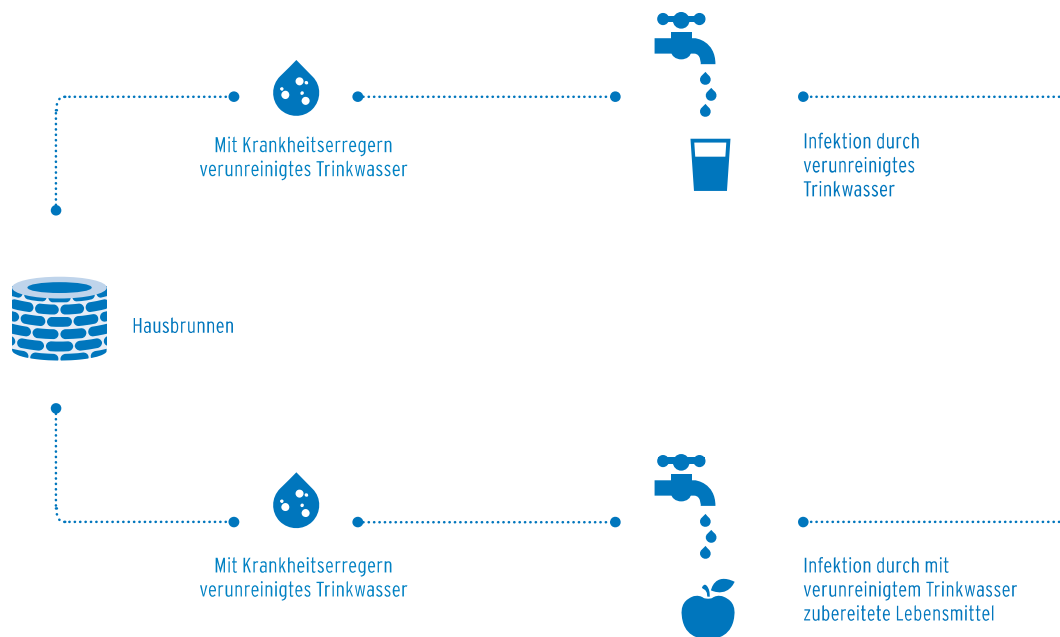 Mit Krankheitserregern
verunreinigtes Trinkwasser
Infektion durch
verunreinigtes
Trinkwasser
Hausbrunnen
Mit Krankheitserregern
verunreinigtes Trinkwasser
Infektion durch mit
verunreinigtem Trinkwasser
zubereitete Lebensmittel